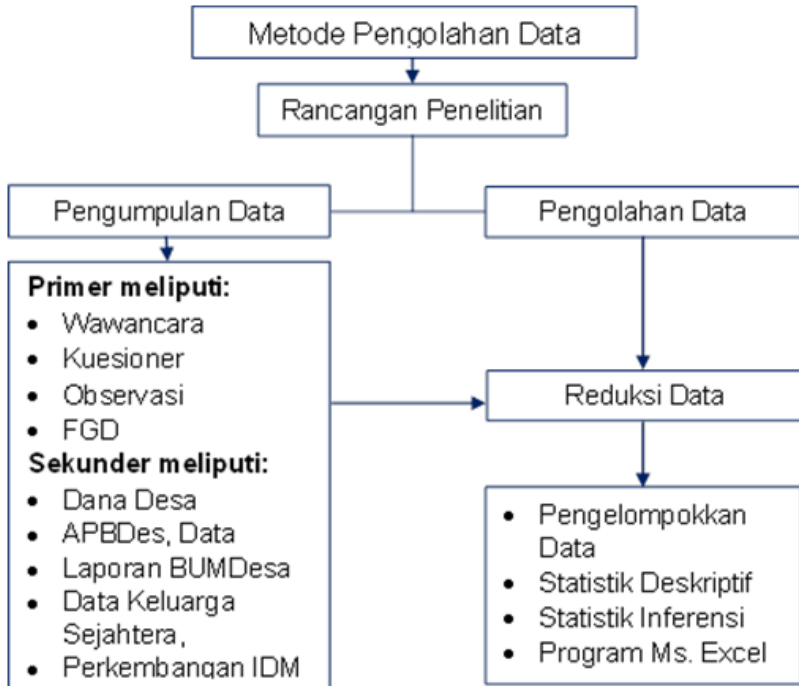 Metode Pengolahan Data
Rancangan Penelitian
Pengumpulan Data
Pengolahan Data
Primer meliputi:
• Wawancara
• Kuesioner
• Observasi
• FGD
Sekunder meliputi:
• Dana Desa
• APBDes, Data
• Laporan BUMDesa
• Data Keluarga
Sejahtera,
• Perkembangan IDM
Reduksi Data
• Pengelompokkan
Data
• Statistik Deskriptif
• Statistik Inferensi
• Program Ms. Excel